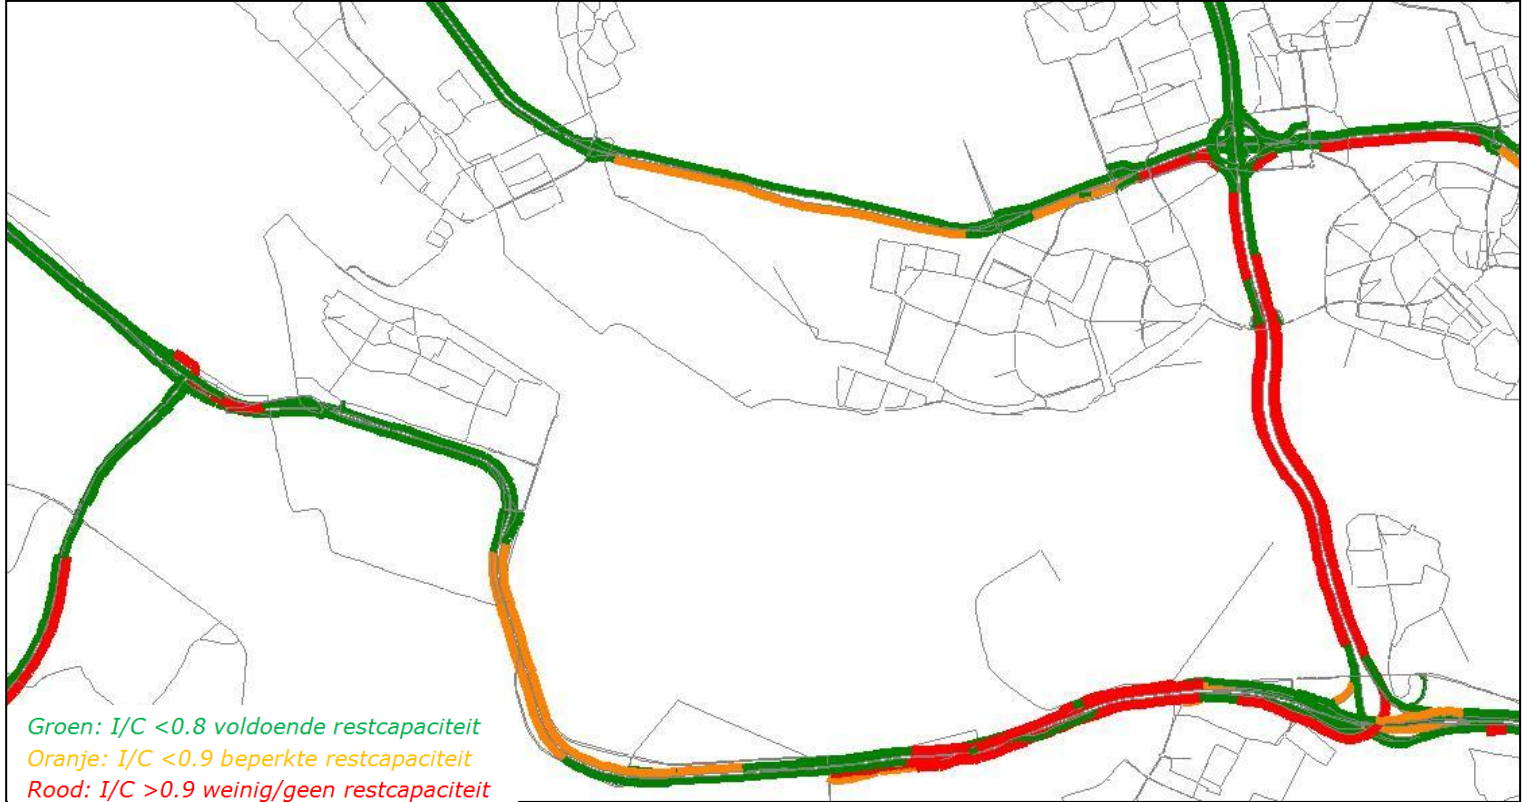 Groen: I/C <0.8 voldoende restcapaciteit
Oranje: I/C <0.9 beperkte restcapaciteit
Rood: I/C >0.9 weinig/geen restcapaciteit